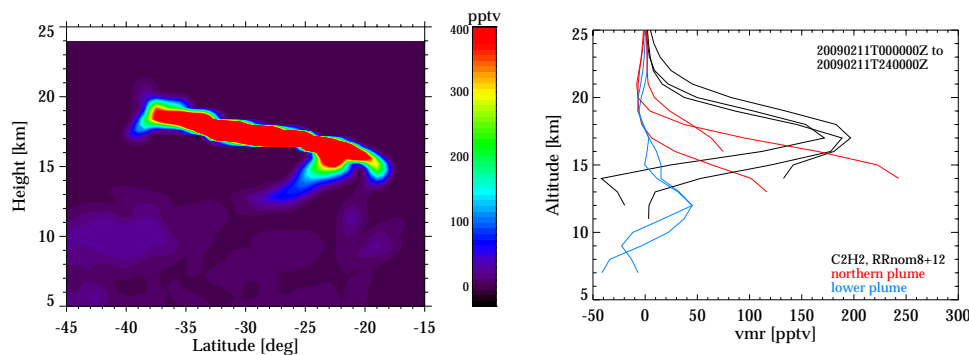 pptv
25
20
15
10
5
Height [km]
-45 -40 -35 -30 -25 -20 -15
Latitude [deg]
400
300
200
100
0
25
20
15
10
5
Altitude [km]
20090211T000000Z to
20090211T240000Z
C2H2, RRnom8+12
northern plume
lower plume
-50 0 50 100 150 200 250 300
vmr [pptv]